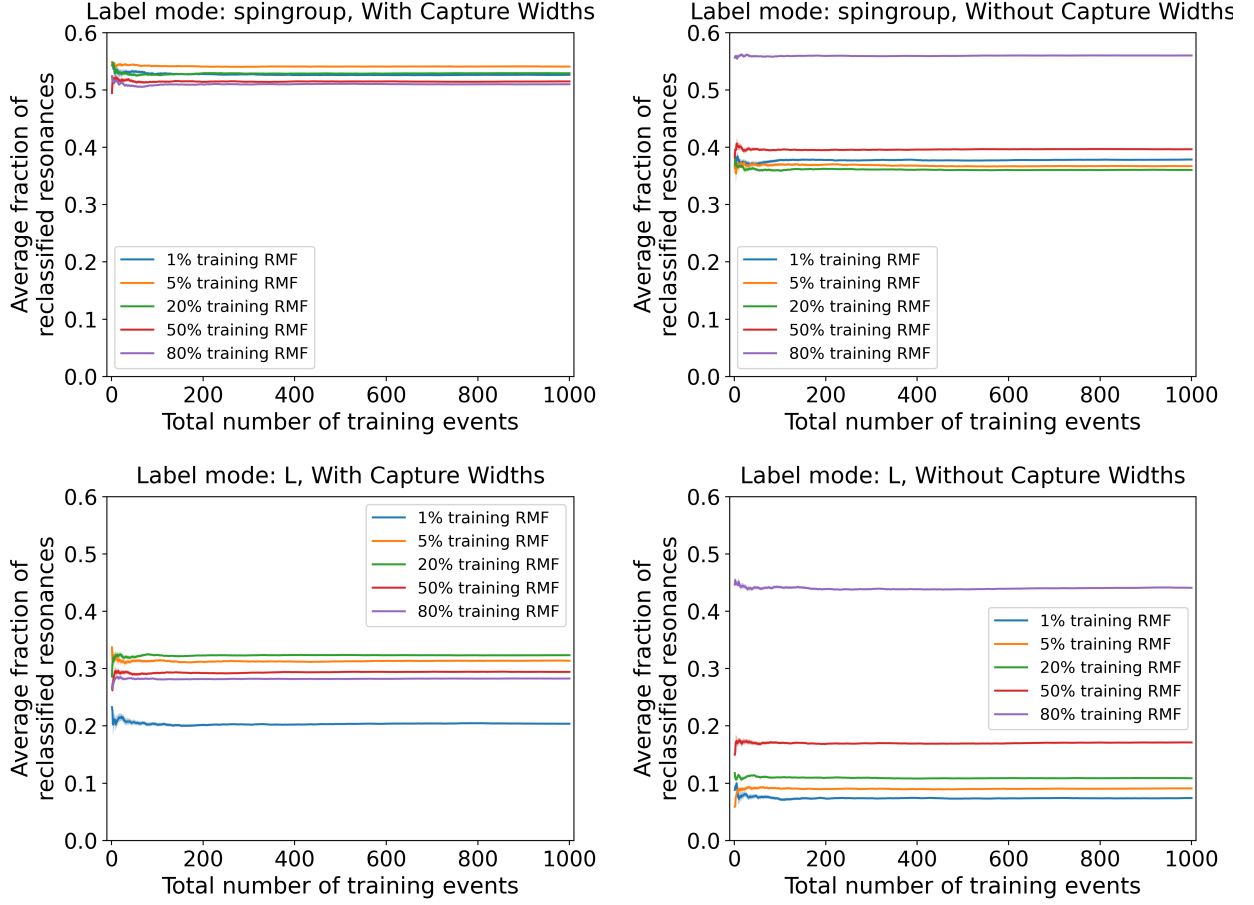 Label mode: spingroup, With Capture Widths
Average fraction of
reclassified resonances
0.6
0.5
0.4
0.3
0.2
0.1
0.0
1% training RMF
5% training RMF
20% training RMF
50% training RMF
80% training RMF
0 200 400 600 800 1000
Total number of training events
Label mode: spingroup, Without Capture Widths
Average fraction of
reclassified resonances
0.6
0.5
0.4
0.3
0.2
0.1
0.0
1% training RMF
5% training RMF
20% training RMF
50% training RMF
80% training RMF
0 200 400 600 800 1000
Total number of training events
Label mode: L, With Capture Widths
Average fraction of
reclassified resonances
0.6
0.5
0.4
0.3
0.2
0.1
0.0
1% training RMF
5% training RMF
20% training RMF
50% training RMF
80% training RMF
0 200 400 600 800 1000
Total number of training events
Label mode: L, Without Capture Widths
Average fraction of
reclassified resonances
0.6
0.5
0.4
0.3
0.2
0.1
0.0
1% training RMF
5% training RMF
20% training RMF
50% training RMF
80% training RMF
0 200 400 600 800 1000
Total number of training events